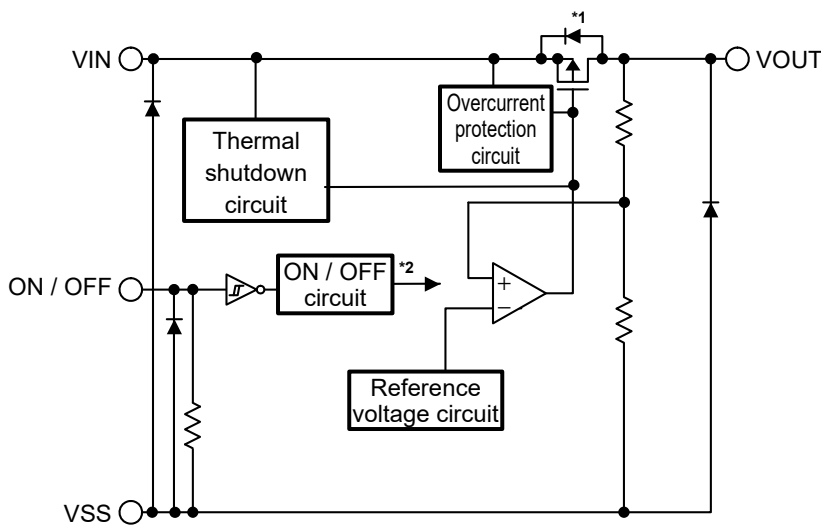 *1
VIN
VOUT
Overcurrent
protection
circuit
Thermal
shutdown
circuit
ON / OFF
ON / OFF
circuit
*2
+
−
Reference
voltage circuit
VSS